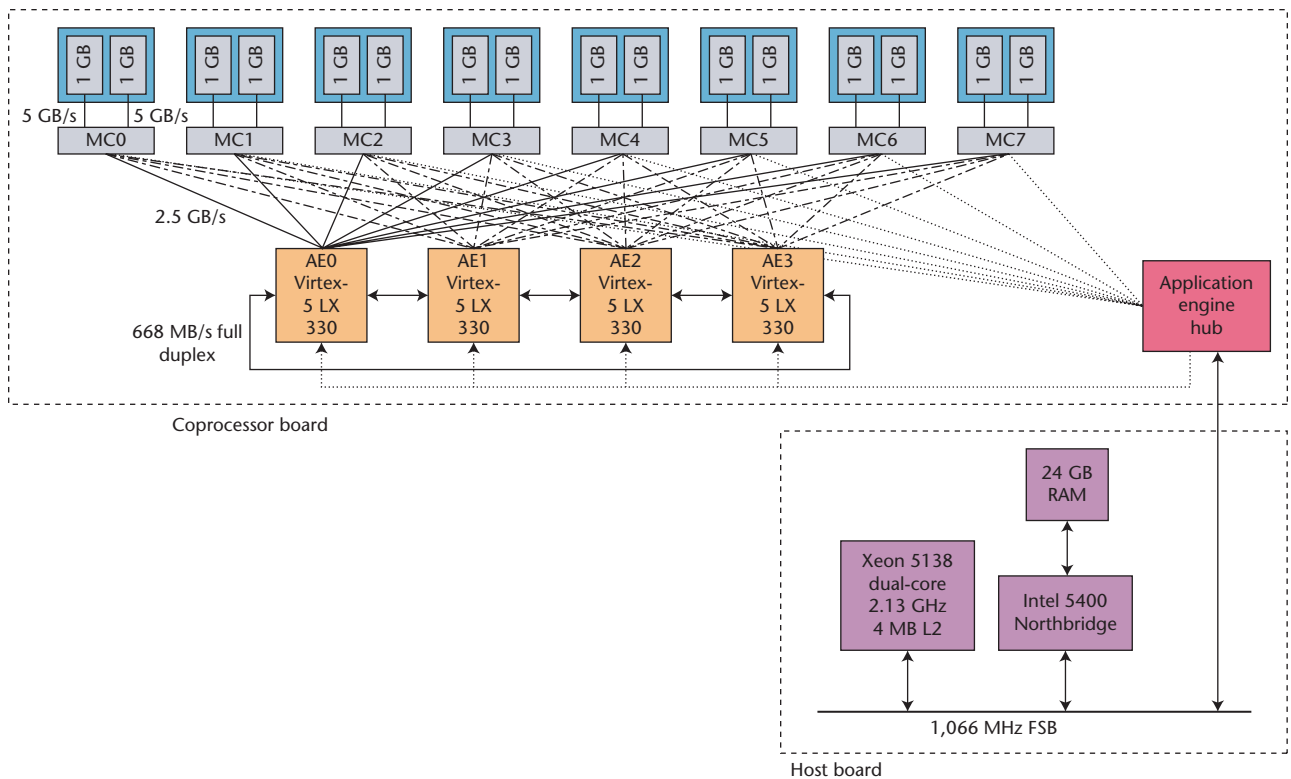 1 GB 1 GB 1 GB 1 GB 1 GB 1 GB 1 GB 1 GB 1 GB 1 GB 1 GB 1 GB 1 GB 1 GB 1 GB 1 GB
5 GB/s 5 GB/s
MC0 MC1 MC2 MC3 MC4 MC5 MC6 MC7
2.5 GB/s
AE0
Virtex-
5 LX
330
AE1
Virtex-
5 LX
330
AE2
Virtex-
5 LX
330
AE3
Virtex-
5 LX
330
Application
engine
hub
668 MB/s full
duplex
Coprocessor board
24 GB
RAM
Xeon 5138
dual-core
2.13 GHz
4 MB L2
Intel 5400
Northbridge
1,066 MHz FSB
Host board